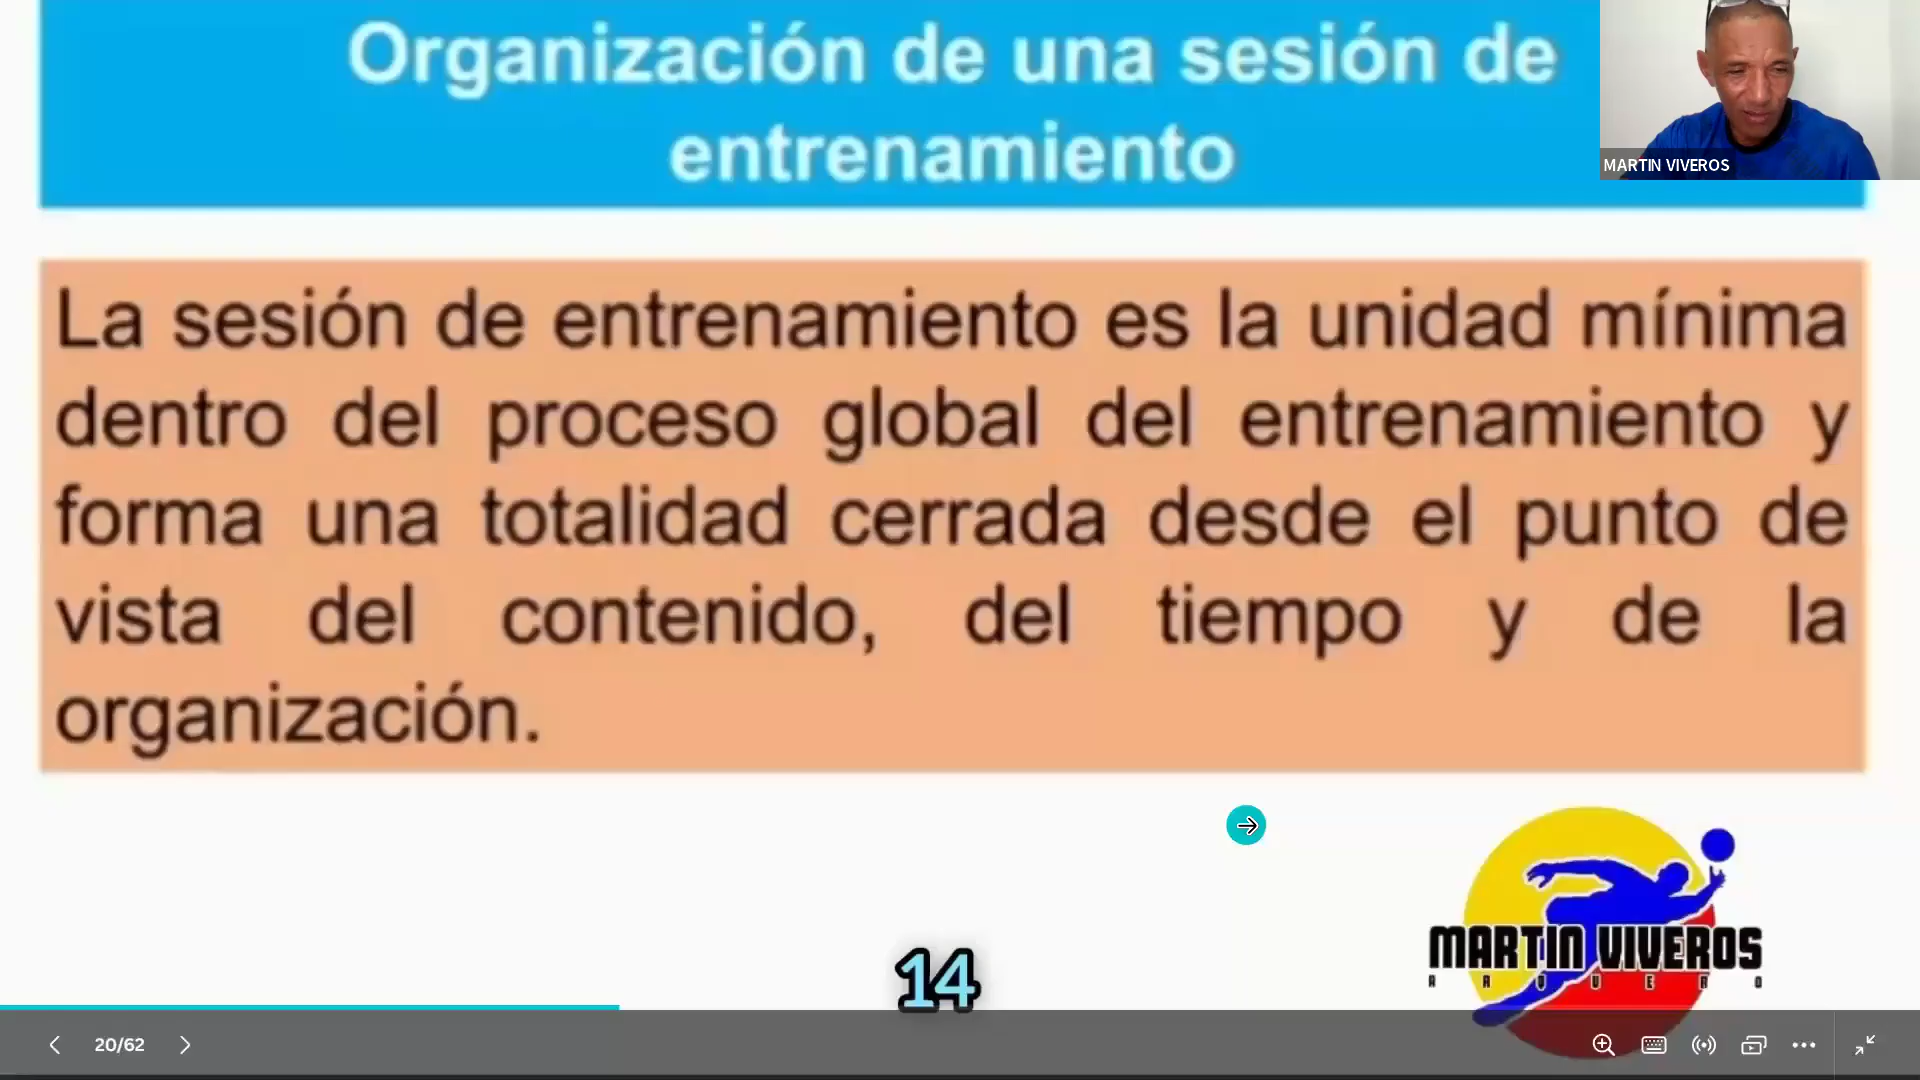 Organización de una sesión de
entrenamiento
MARTIN VIVEROS
La sesión de entrenamiento es la unidad mínima
dentro del proceso global del entrenamiento y
forma una totalidad cerrada desde el punto de
vista del contenido, del tiempo y de la
organización.
MARTIN VIVEROS
ARQUERO
14
20/62